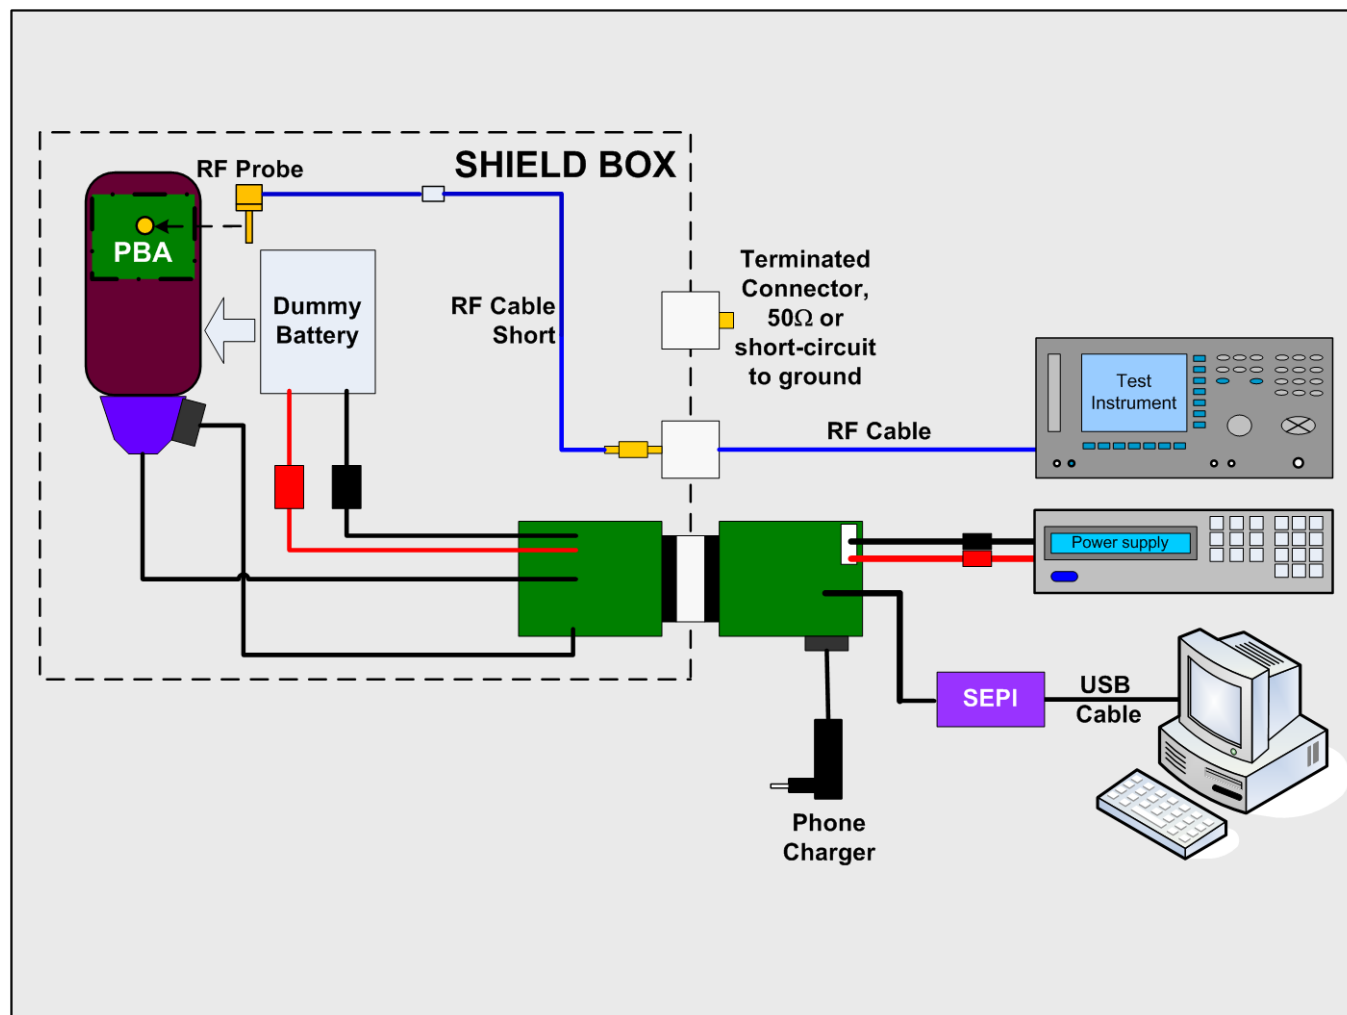 SHIELD BOX
RF Probe
PBA
Dummy
Battery
RF Cable
Short
Terminated
Connector,
50Ω or
short-circuit
to ground
Test
Instrument
RF Cable
Power supply
SEPI
USB
Cable
Phone
Charger